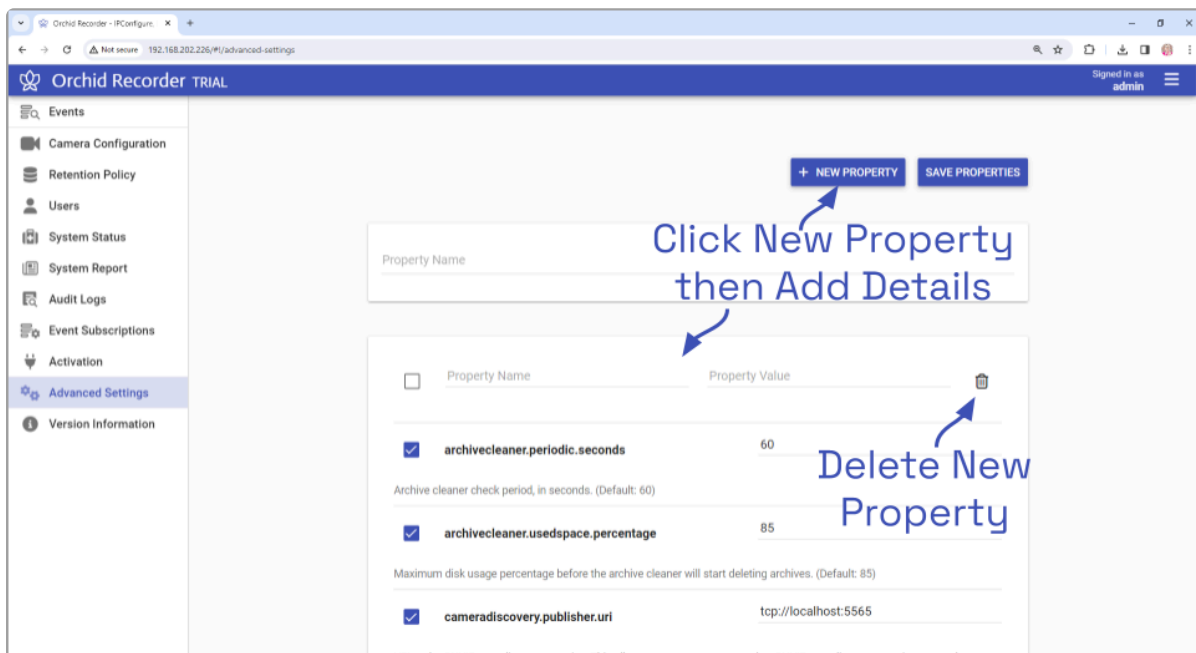 Orchid Recorder - IPConfigure.
Not secure 192.168.202.226/#!/advanced-settings
Orchid Recorder TRIAL
Signed in as
admin
Events
Camera Configuration
Retention Policy
Users
System Status
System Report
Audit Logs
Event Subscriptions
Activation
Advanced Settings
Version Information
+ NEW PROPERTY SAVE PROPERTIES
Click New Property
then Add Details
Property Name
Property Name Property Value
archivecleaner.periodic.seconds 60
Archive cleaner check period, in seconds. (Default: 60)
Delete New
Property
archivecleaner.usedspace.percentage 85
Maximum disk usage percentage before the archive cleaner will start deleting archives. (Default: 85)
cameradiscovery.publisher.uri tcp://localhost:5565